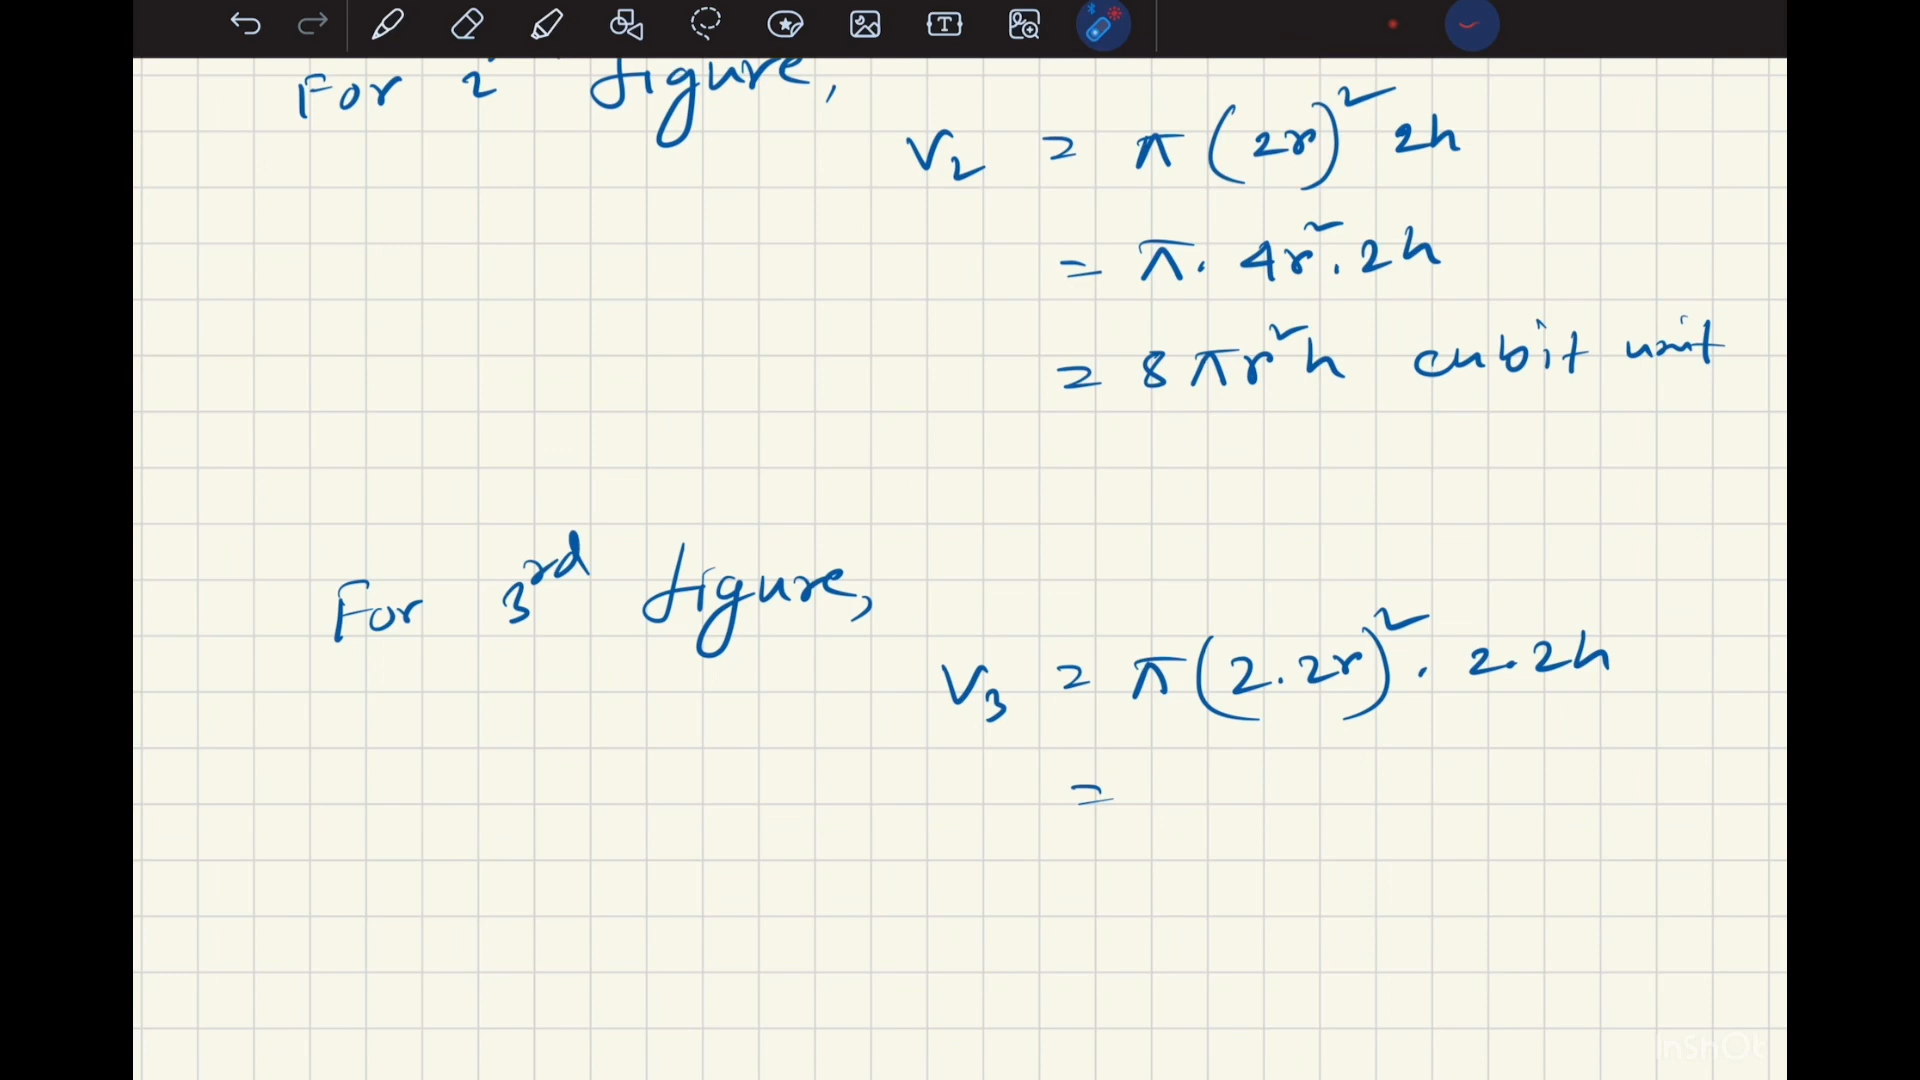 For 2 figure,
V₂ = π(2r)² 2h
= π. 4r². 2h
= 8πr²h cubit unit
For 3rd figure,
V₃ = π(2.2r)². 2.2h
=
InShOt